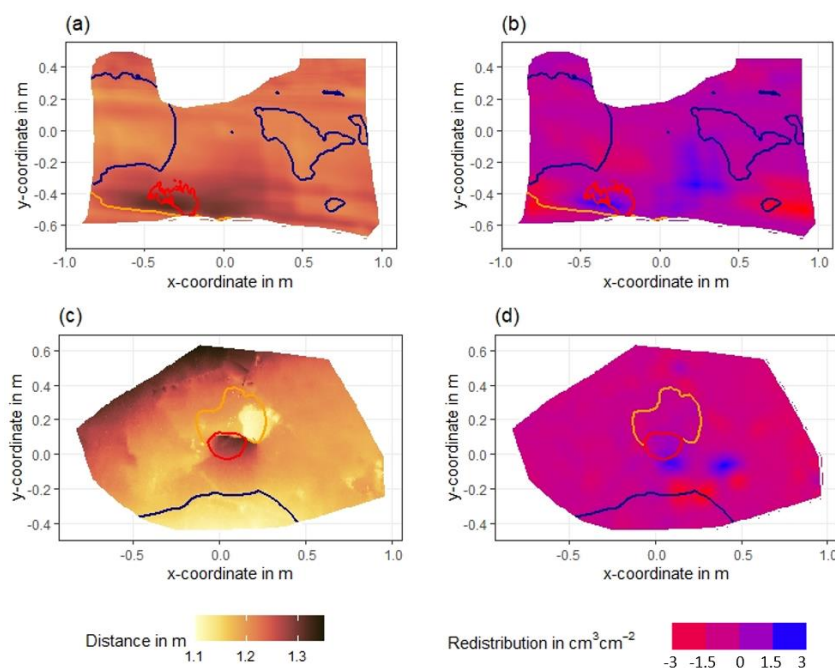 (a)
(b)
y-coordinate in m
0.4
0.2
0.0
-0.2
-0.4
-0.6
-1.0 -0.5 0.0 0.5 1.0
x-coordinate in m
y-coordinate in m
0.4
0.2
0.0
-0.2
-0.4
-0.6
-1.0 -0.5 0.0 0.5 1.0
x-coordinate in m
(c)
(d)
y-coordinate in m
0.6
0.4
0.2
0.0
-0.2
-0.4
-0.5 0.0 0.5 1.0
x-coordinate in m
y-coordinate in m
0.6
0.4
0.2
0.0
-0.2
-0.4
-0.5 0.0 0.5 1.0
x-coordinate in m
Distance in m
1.1 1.2 1.3
Redistribution in cm³cm⁻²
-3 -1.5 0 1.5 3